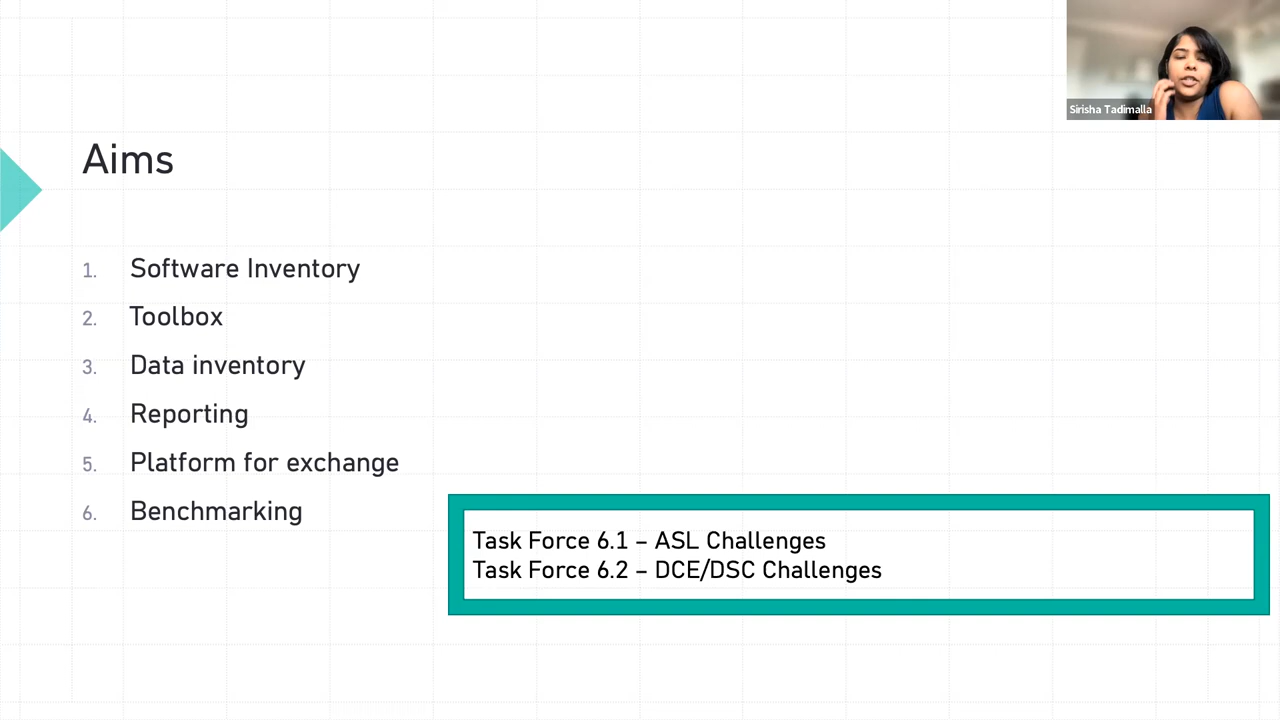 Sirisha Tadimalla
Aims
1. Software Inventory
2. Toolbox
3. Data inventory
4. Reporting
5. Platform for exchange
6. Benchmarking
Task Force 6.1 – ASL Challenges
Task Force 6.2 – DCE/DSC Challenges